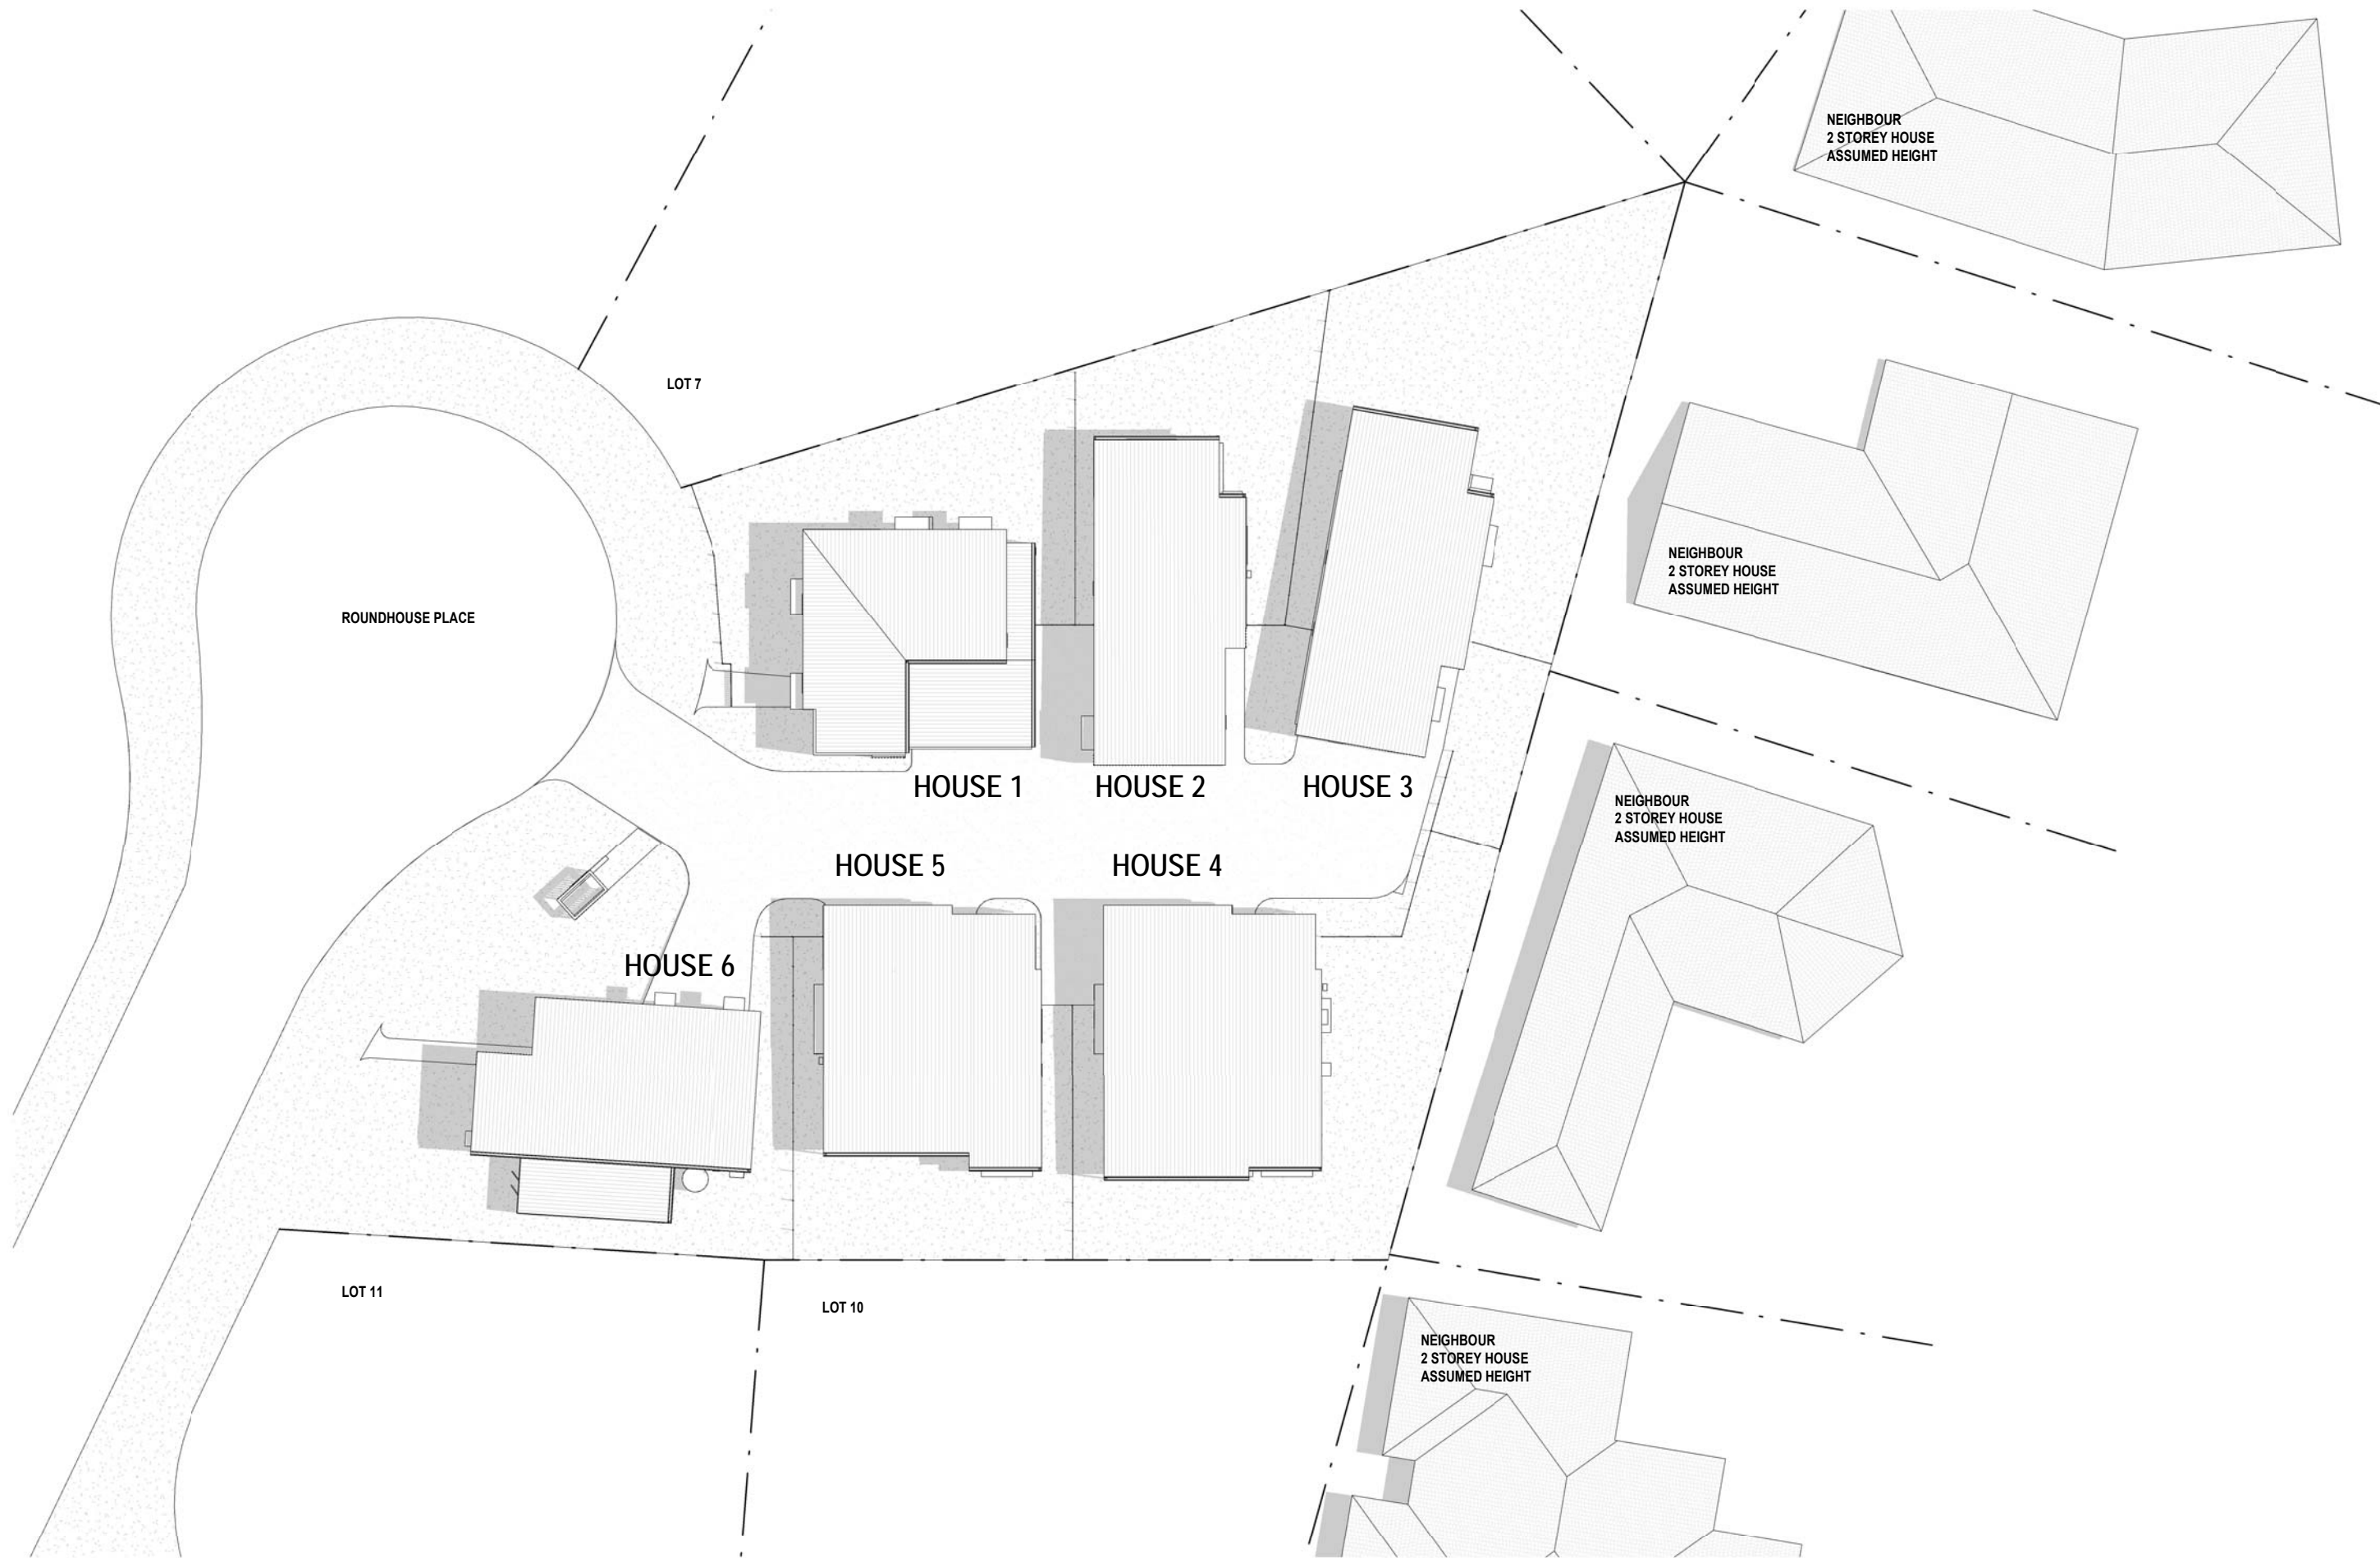 NEIGHBOUR
2 STOREY HOUSE
ASSUMED HEIGHT
LOT 7
NEIGHBOUR
2 STOREY HOUSE
ASSUMED HEIGHT
ROUNDHOUSE PLACE
HOUSE 1
HOUSE 2
HOUSE 3
NEIGHBOUR
2 STOREY HOUSE
ASSUMED HEIGHT
HOUSE 5
HOUSE 4
HOUSE 6
LOT 11
LOT 10
NEIGHBOUR
2 STOREY HOUSE
ASSUMED HEIGHT